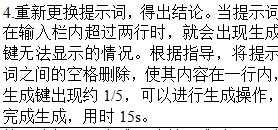 4.重新更换提示词，得出结论。当提示词
在输入栏内超过两行时，就会出现生成
键无法显示的情况。根据指导，将提示
词之间的空格删除，使其内容在一行内，
生成键出现约 1/5，可以进行生成操作，
完成生成，用时 15s。